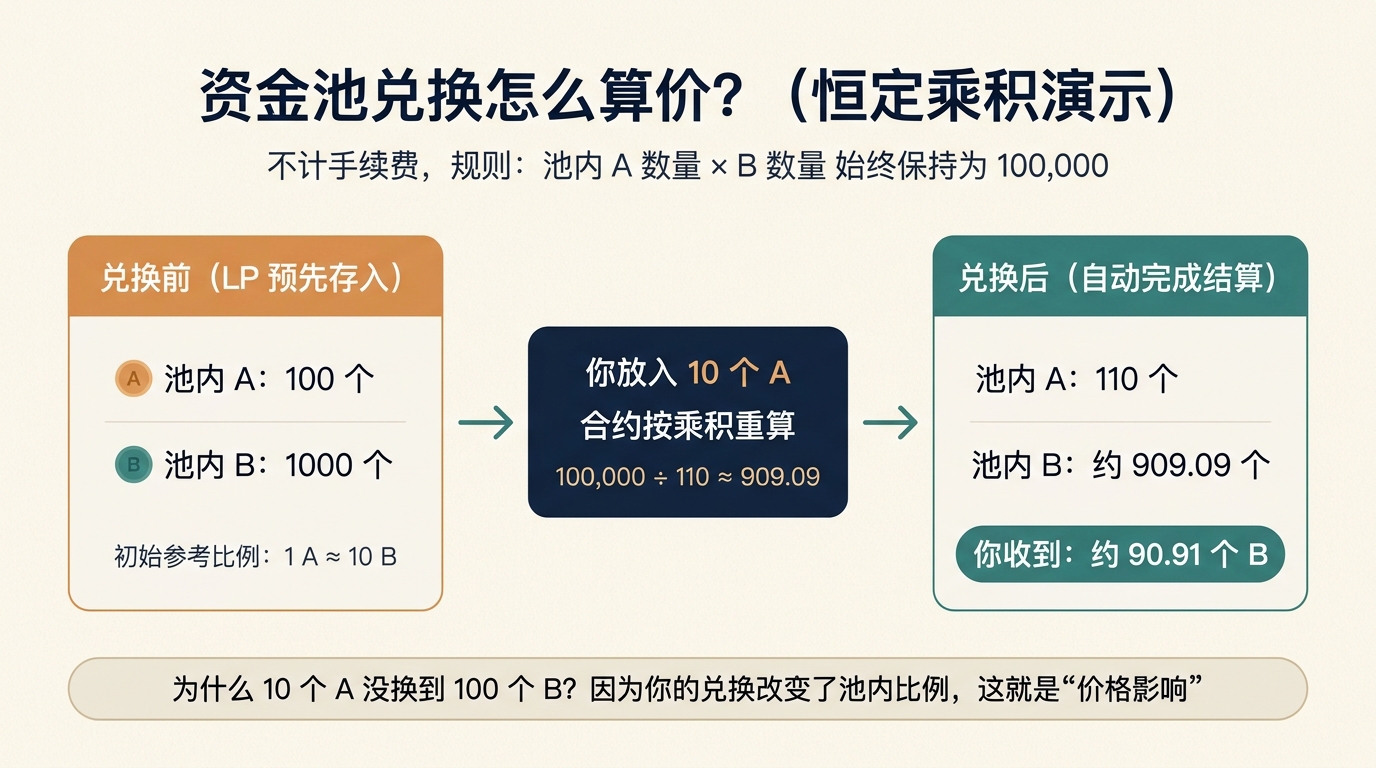 资金池兑换怎么算价？（恒定乘积演示）
不计手续费，规则：池内 A 数量 × B 数量 始终保持为 100,000
兑换前（LP 预先存入）
A 池内 A：100 个
B 池内 B：1000 个
初始参考比例：1 A ≈ 10 B
你放入 10 个 A
合约按乘积重算
100,000 ÷ 110 ≈ 909.09
兑换后（自动完成结算）
池内 A：110 个
池内 B：约 909.09 个
你收到：约 90.91 个 B
为什么 10 个 A 没换到 100 个 B？因为你的兑换改变了池内比例，这就是“价格影响”